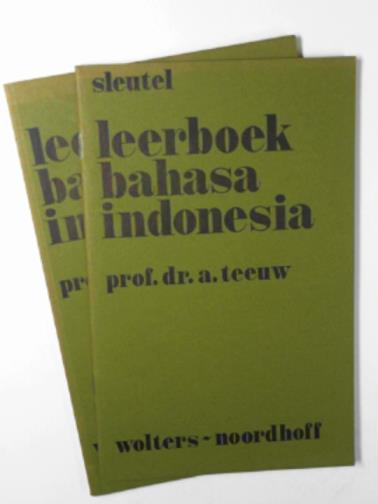 sleutel
leerboek
bahasa
indonesia
prof. dr. a. teeuw
wolters-noordhoff